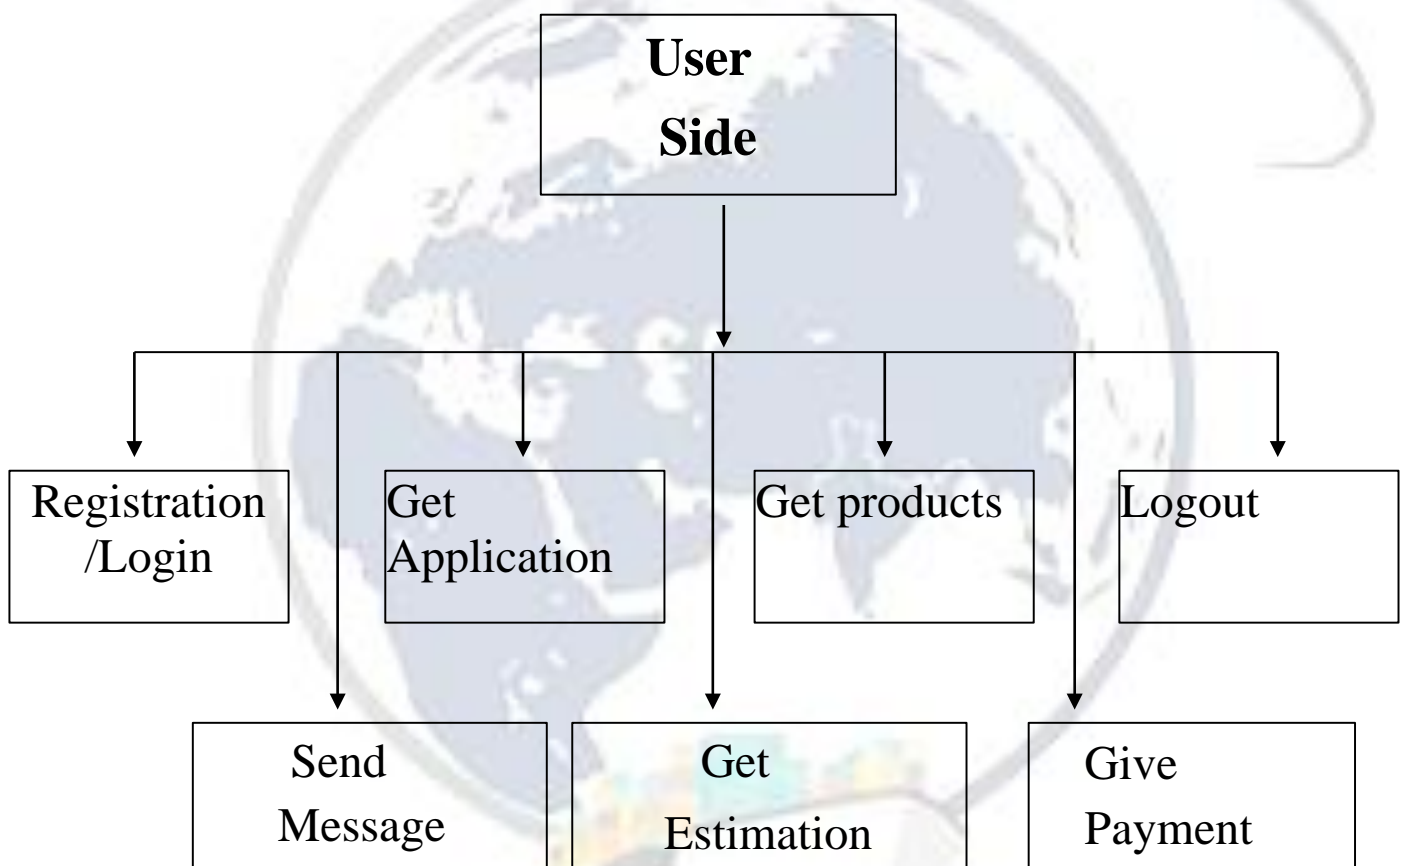 User
Side
Registration
/Login
Get
Application
Get products
Logout
Send
Message
Get
Estimation
Give
Payment